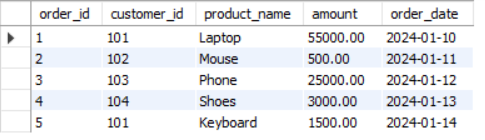 order_id customer_id product_name amount order_date
1 101 Laptop 55000.00 2024-01-10
2 102 Mouse 500.00 2024-01-11
3 103 Phone 25000.00 2024-01-12
4 104 Shoes 3000.00 2024-01-13
5 101 Keyboard 1500.00 2024-01-14